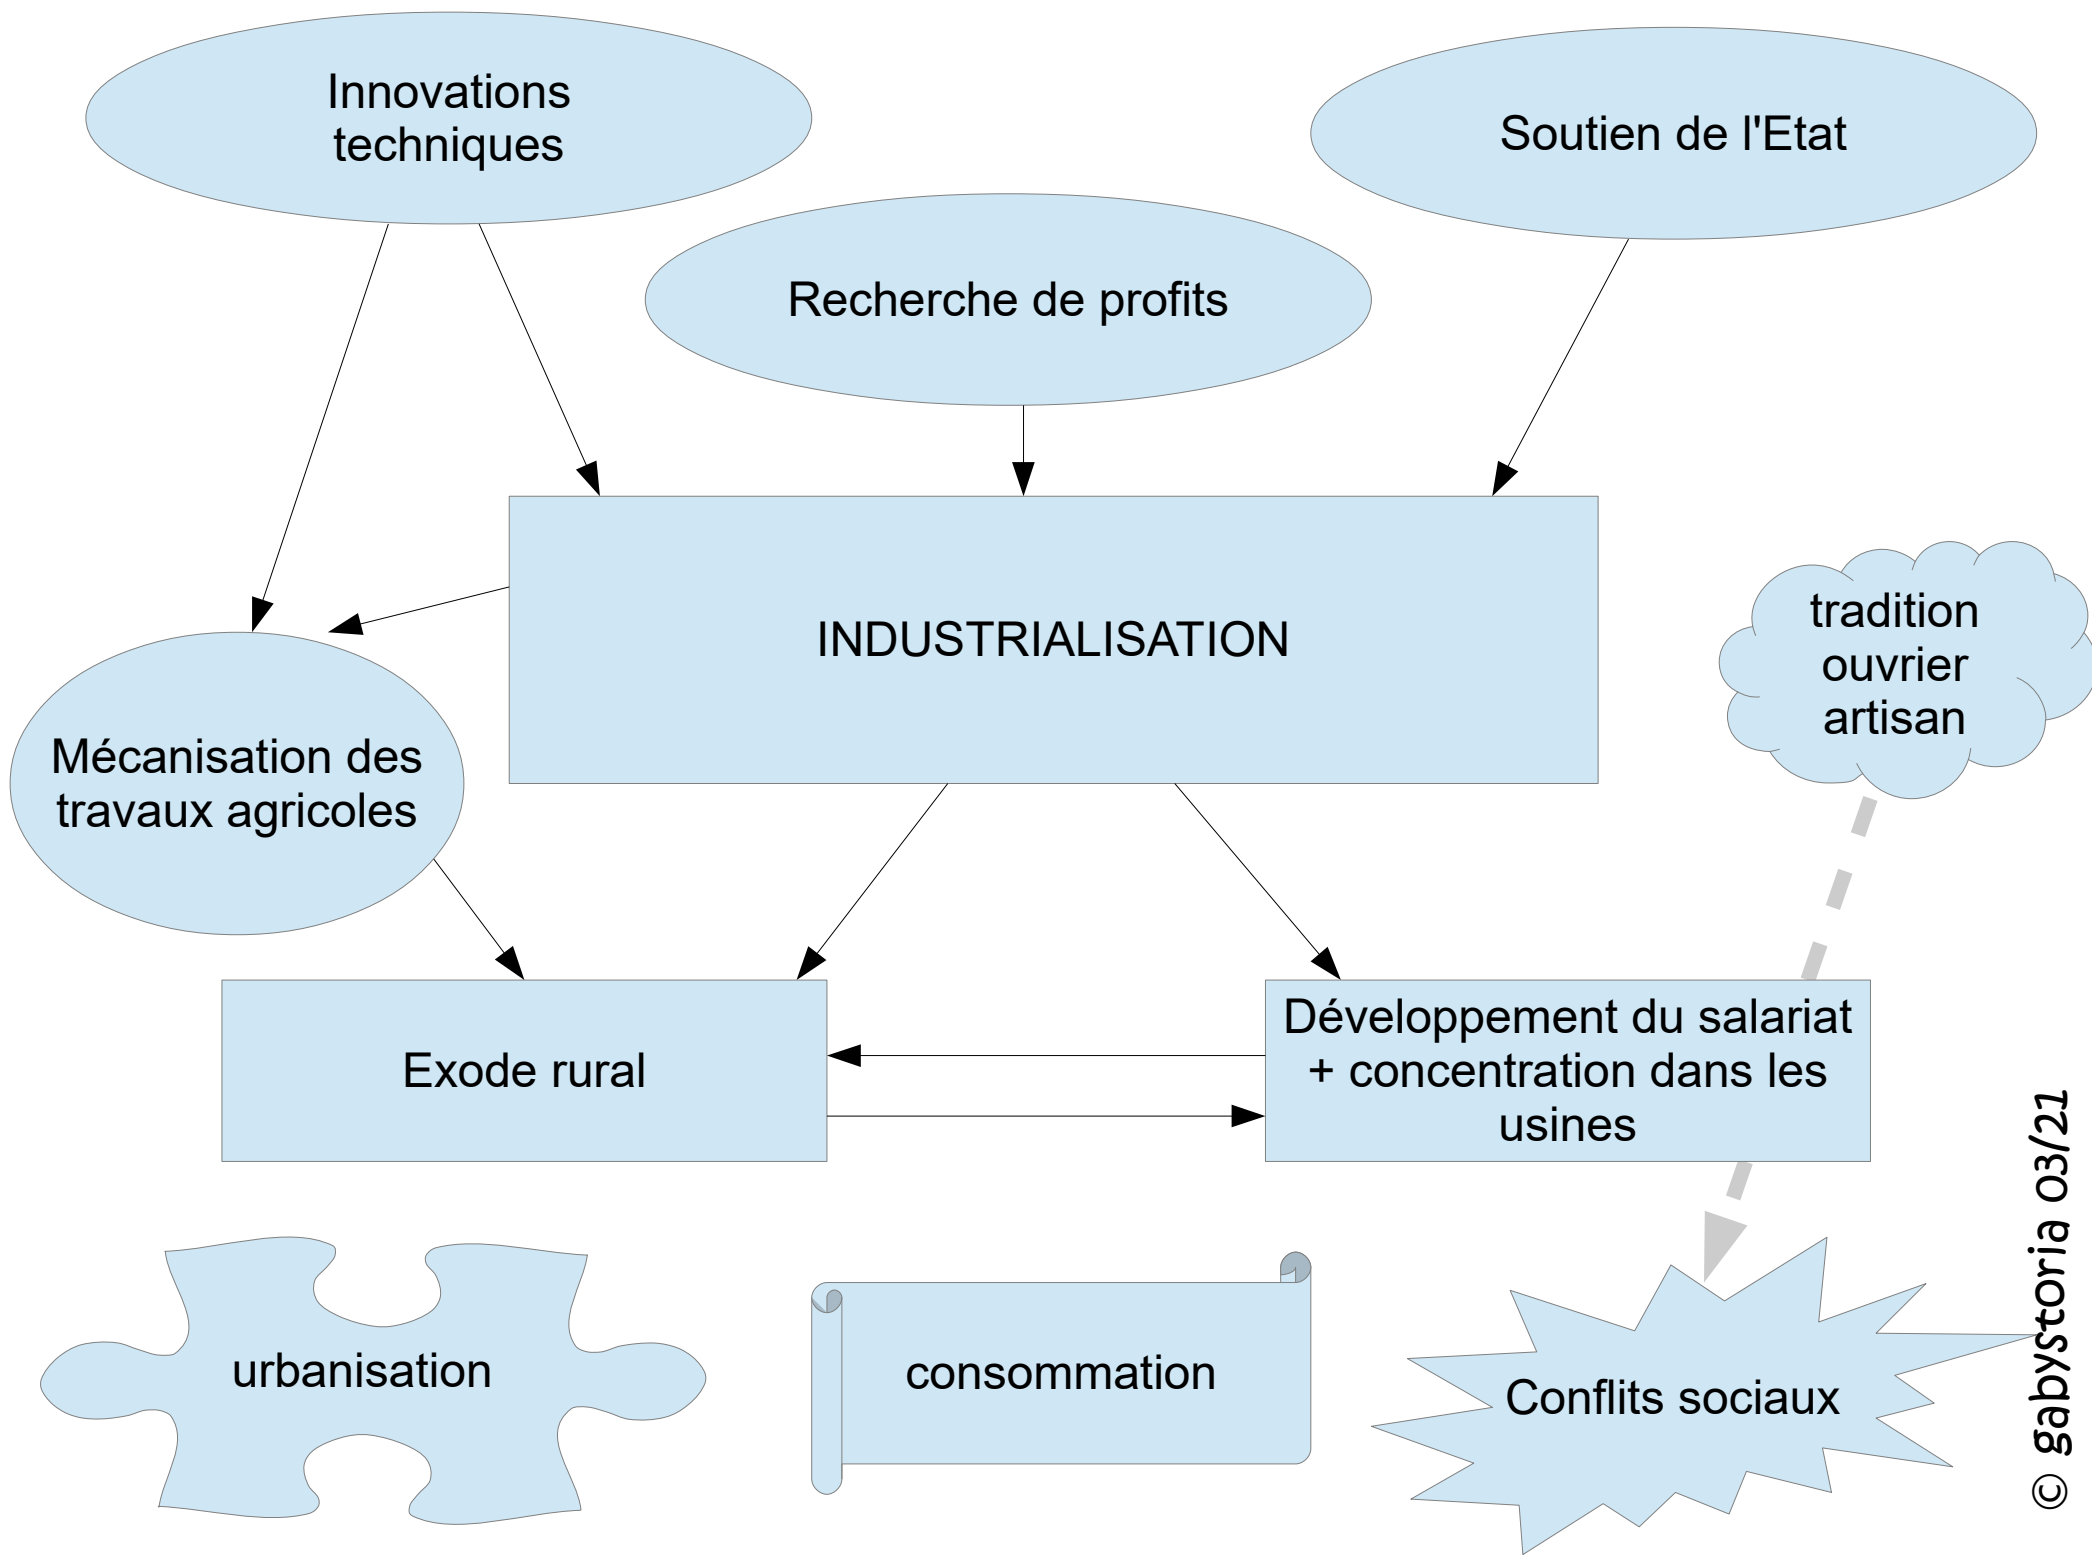 Innovations
techniques
Soutien de l'Etat
Recherche de profits
INDUSTRIALISATION
tradition
ouvrier
artisan
Mécanisation des
travaux agricoles
Exode rural
Développement du salariat
+ concentration dans les
usines
urbanisation
consommation
Conflits sociaux
© gabystoria 03/21